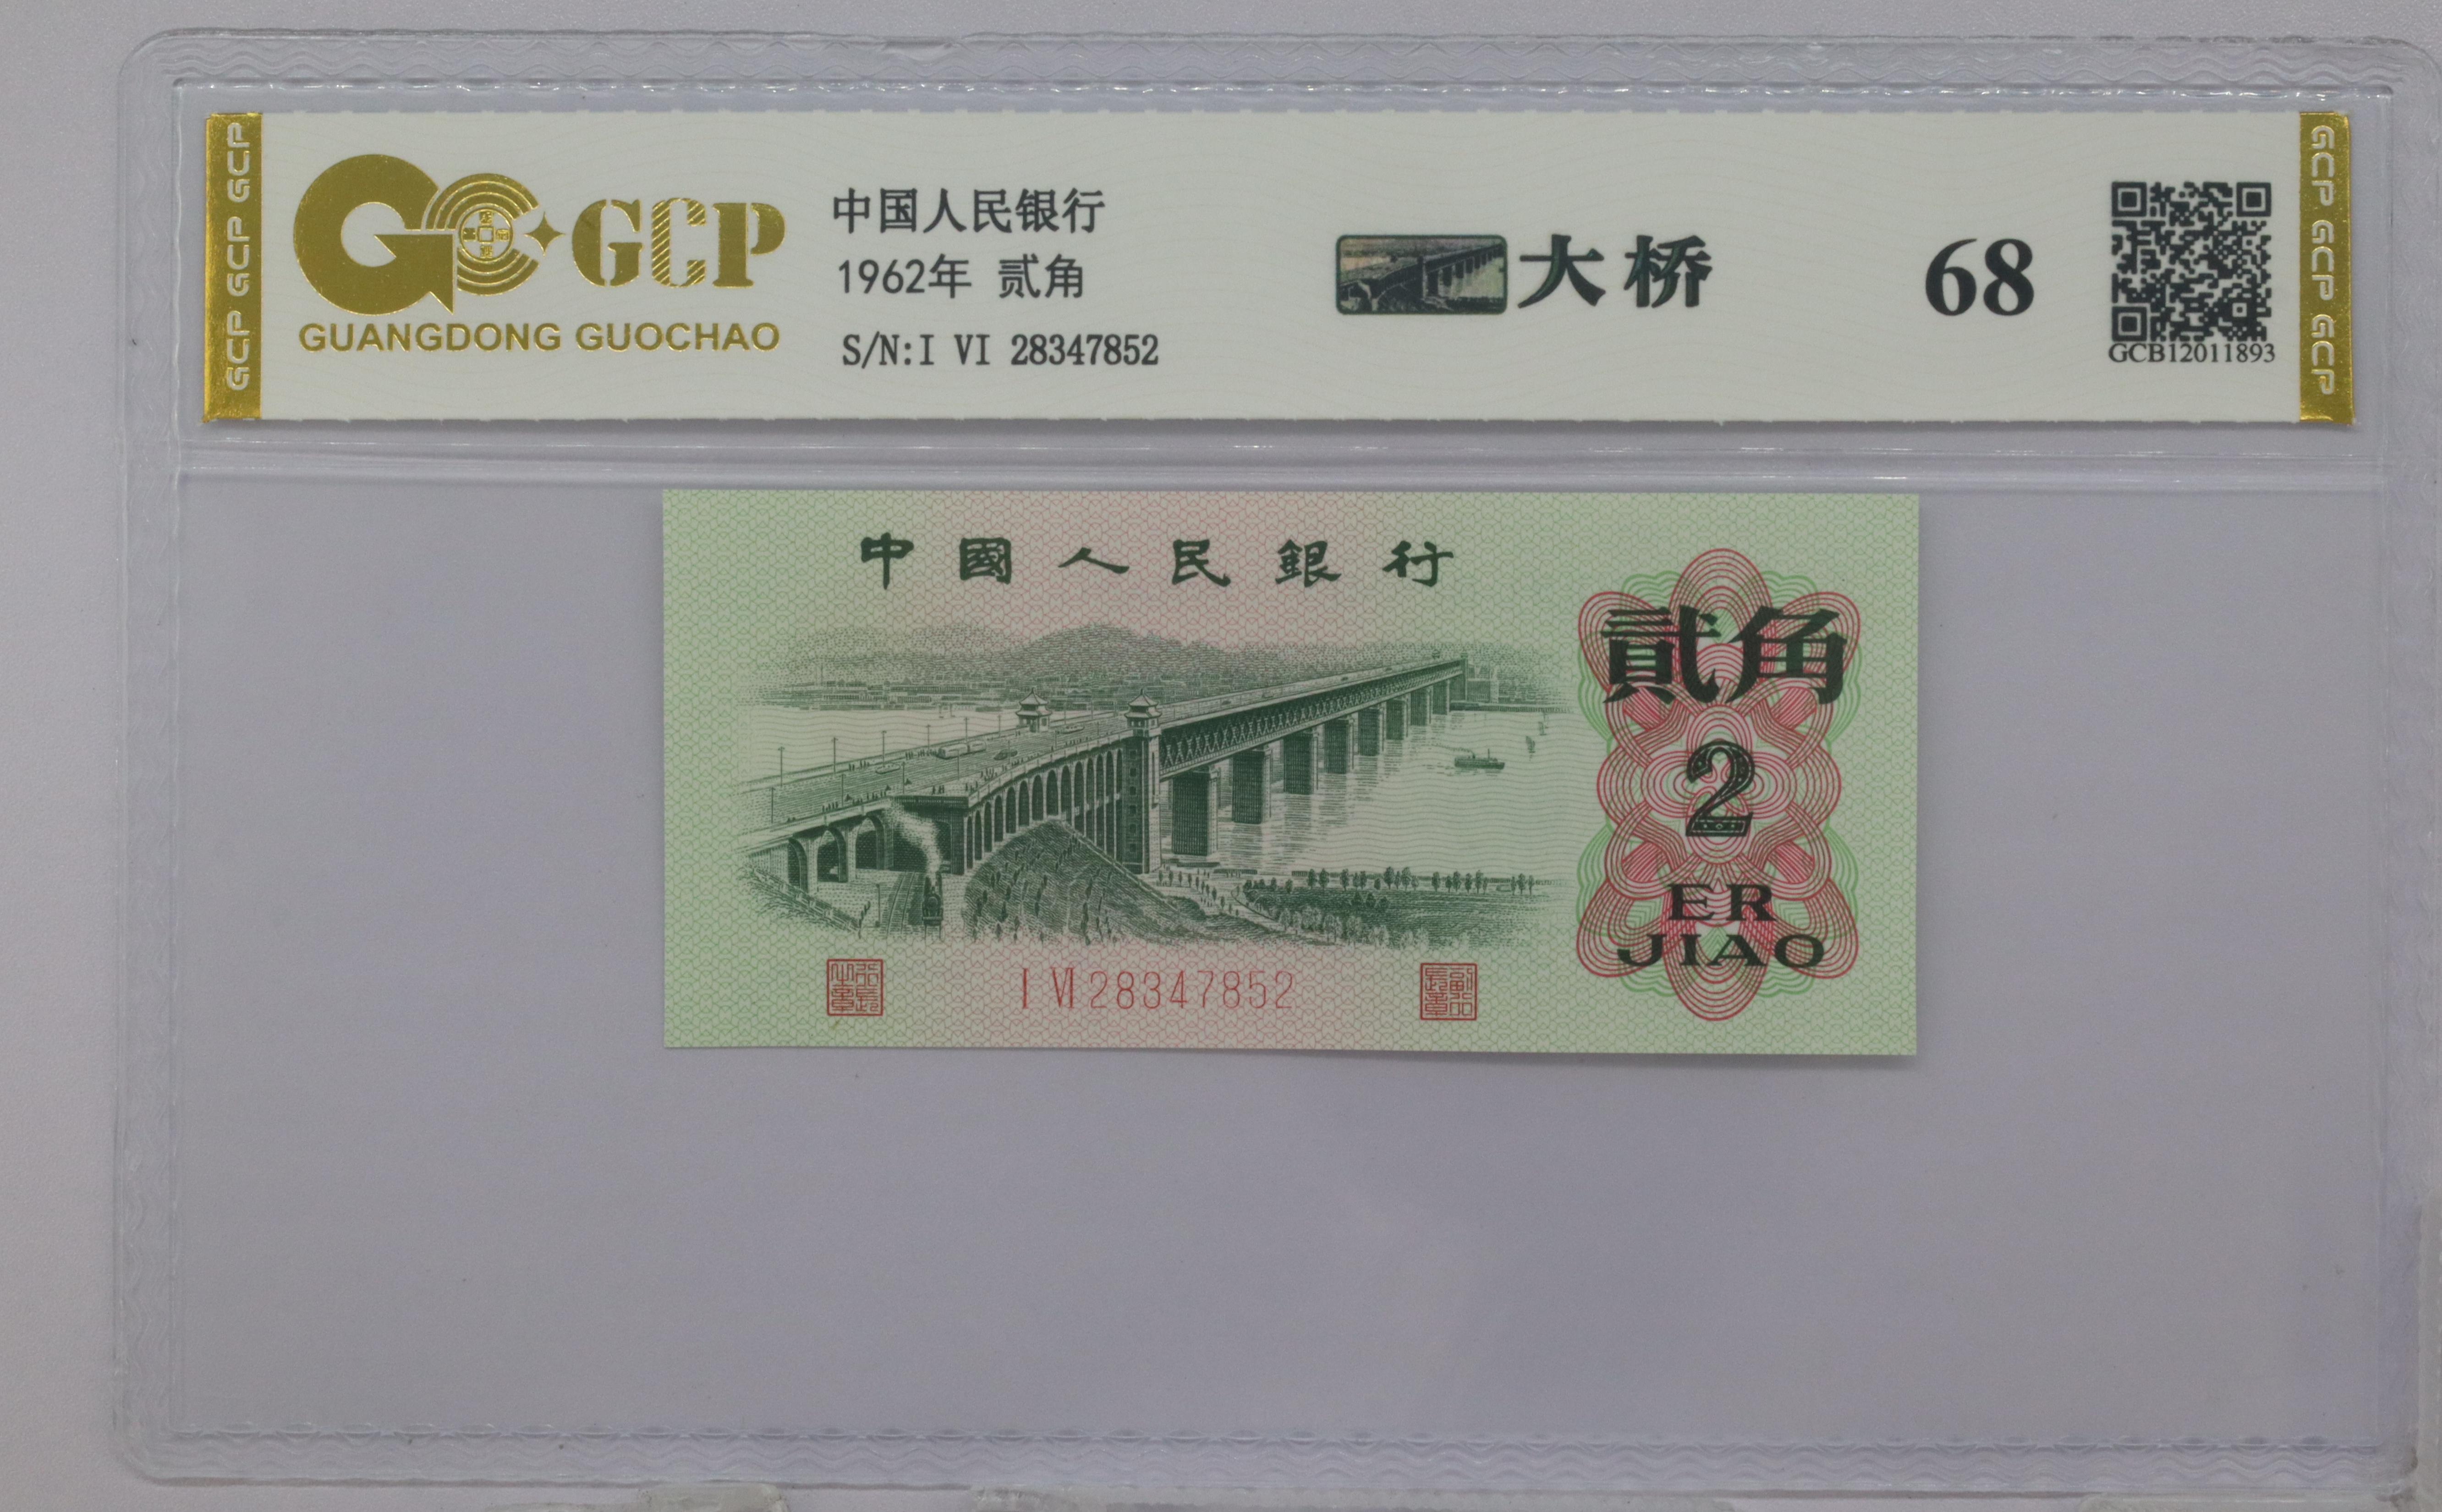 GCP GCP GCP
GCP
GUANGDONG GUOCHAO
中国人民银行
1962年 贰角
S/N:I VI 28347852
大桥
68
GCB12011893
GCP GCP GCP
中國人民銀行
貳角
2
ER
JIAO
I VI 28347852